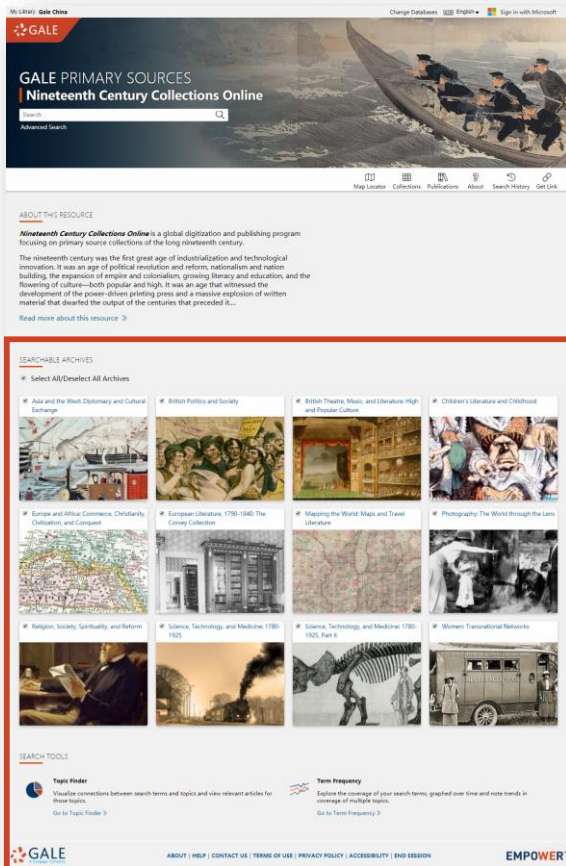 My Library: Gale China
Change Databases English Sign in with Microsoft
GALE
GALE PRIMARY SOURCES
Nineteenth Century Collections Online
Search...
Advanced Search
Map Locator Collections Publications About Search History Get Link
ABOUT THIS RESOURCE
Nineteenth Century Collections Online is a global digitization and publishing program
focusing on primary source collections of the long nineteenth century.
The nineteenth century was the first great age of industrialization and technological
innovation. It was an age of political revolution and reform, nationalism and nation
building, the expansion of empire and colonialism, growing literacy and education, and the
flowering of culture—both popular and high. It was an age that witnessed the
development of the power-driven printing press and a massive explosion of written
material that dwarfed the output of the centuries that preceded it....
Read more about this resource »
SEARCHABLE ARCHIVES
Select All/Deselect All Archives
Asia and the West: Diplomacy and Cultural
Exchange
British Politics and Society
British Theatre, Music, and Literature: High
and Popular Culture
Children's Literature and Childhood
Europe and Africa: Commerce, Christianity,
Civilization, and Conquest
European Literature, 1790-1840: The
Corvey Collection
Mapping the World: Maps and Travel
Literature
Photography: The World through the Lens
Religion, Society, Spirituality, and Reform
Science, Technology, and Medicine: 1780-
1925
Science, Technology, and Medicine: 1780-
1925, Part II
Women: Transnational Networks
SEARCH TOOLS
Topic Finder
Visualize connections between search terms and topics and view relevant articles for
those topics.
Go to Topic Finder »
Term Frequency
Explore the coverage of your search terms, graphed over time and note trends in
coverage of multiple topics.
Go to Term Frequency »
GALE
A Cengage Company
ABOUT | HELP | CONTACT US | TERMS OF USE | PRIVACY POLICY | ACCESSIBILITY | END SESSION
EMPOWER